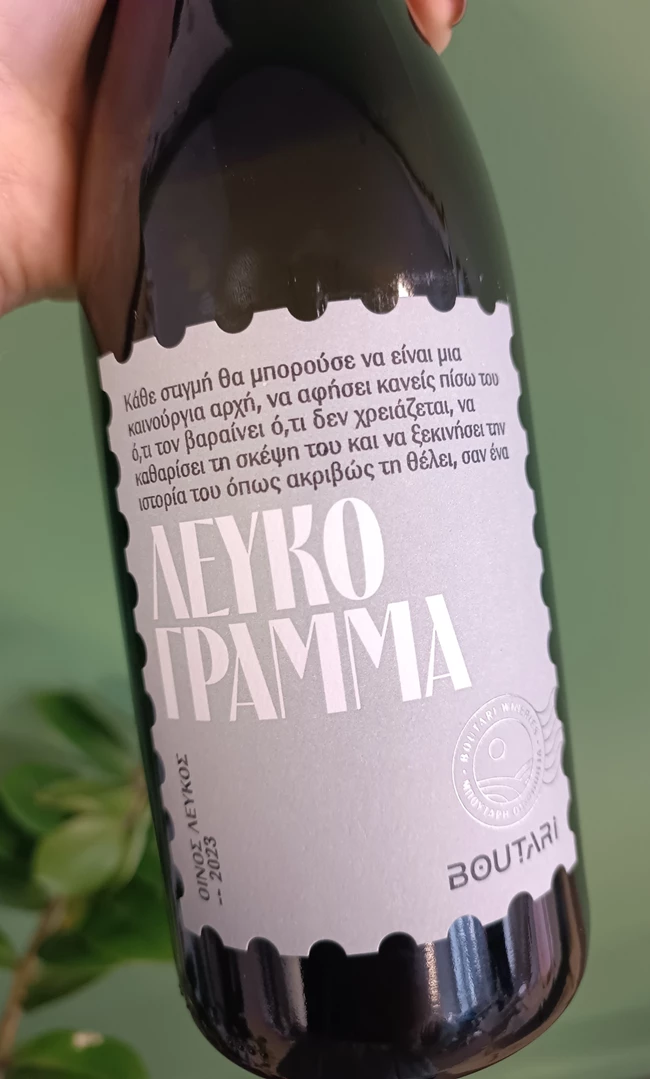 Κάθε στιγμή θα μπορούσε να είναι μια
καινούργια αρχή, να αφήσει κανείς πίσω του
ό,τι τον βαραίνει ό,τι δεν χρειάζεται, να
καθαρίσει τη σκέψη του και να ξεκινήσει την
ιστορία του όπως ακριβώς τη θέλει, σαν ένα
ΛΕΥΚΟ
ΓΡΑΜΜΑ
ΟΙΝΟΣ ΛΕΥΚΟΣ
-- 2023
BOUTARI WINERIES
BOUTARI